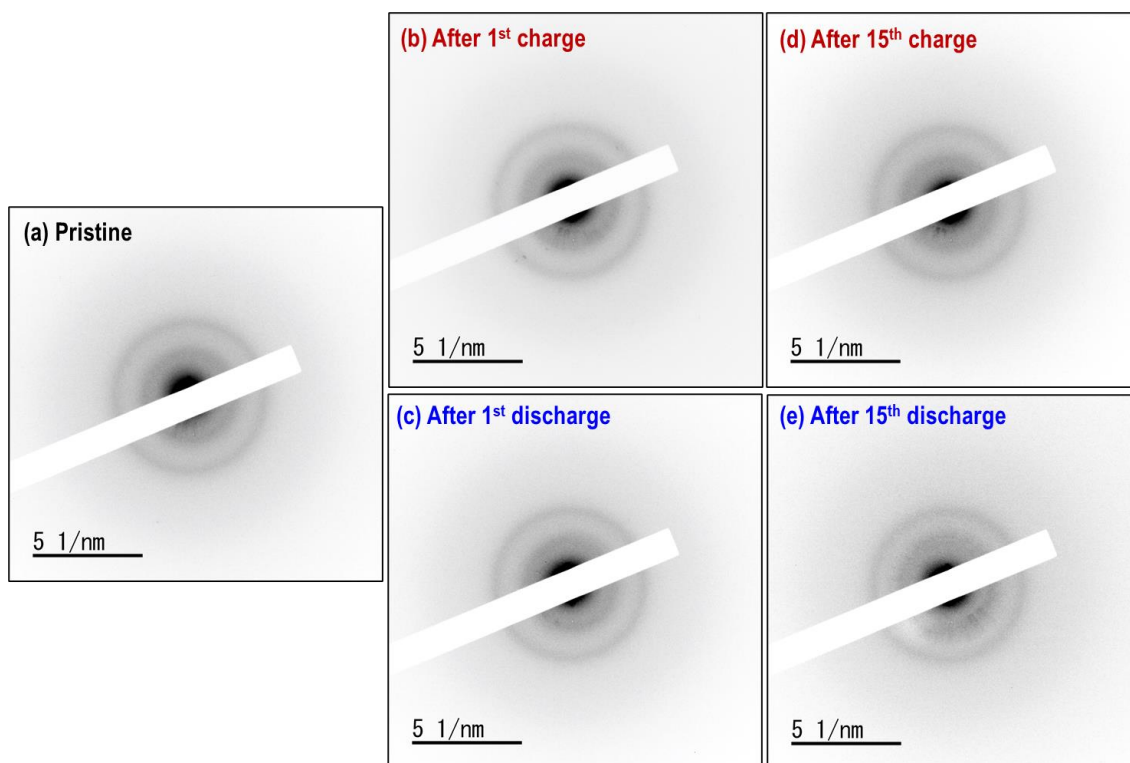 (b) After 1st charge
(d) After 15th charge
5 1/nm
5 1/nm
(a) Pristine
5 1/nm
(c) After 1st discharge
(e) After 15th discharge
5 1/nm
5 1/nm